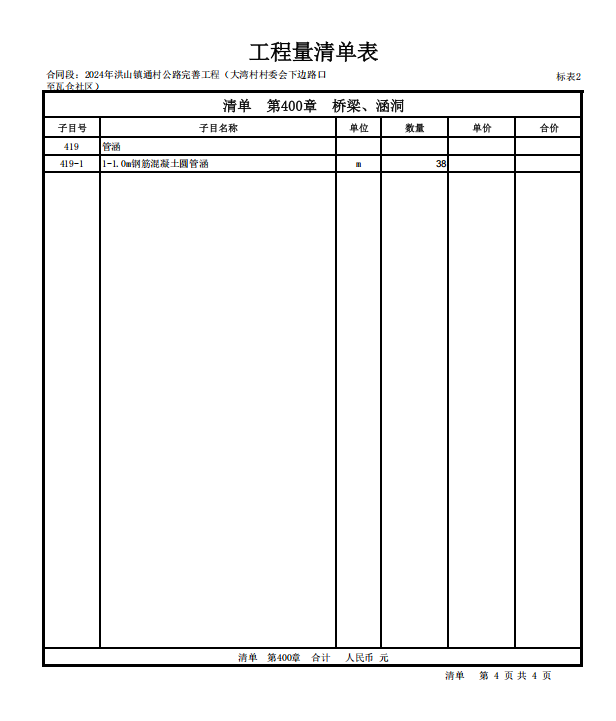 工程量清单表
合同段：2024年洪山镇通村公路完善工程（大湾村村委会下边路口
至瓦仓社区） 标表2
清单 第400章 桥梁、涵洞
子目号 子目名称 单位 数量 单价 合价
419 管涵
419-1 1-1.0m钢筋混凝土圆管涵 m 38
清单 第400章 合计 人民币 元
清单 第 4 页 共 4 页